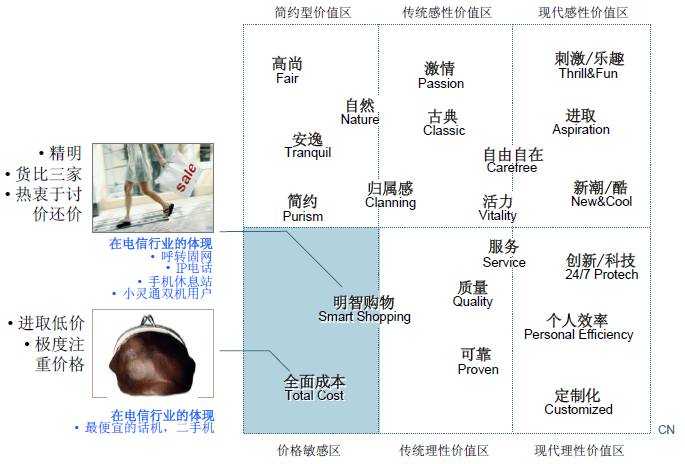 简约型价值区
传统感性价值区
现代感性价值区
高尚
Fair
激情
Passion
刺激/乐趣
Thrill&Fun
自然
Nature
古典
Classic
进取
Aspiration
安逸
Tranquil
自由自在
Carefree
简约
Purism
归属感
Clanning
活力
Vitality
新潮/酷
New&Cool
• 精明
• 货比三家
• 热衷于讨
价还价
sale
在电信行业的体现
• 呼转固网
• IP电话
• 手机休息站
• 小灵通双机用户
服务
Service
创新/科技
24/7 Protech
明智购物
Smart Shopping
质量
Quality
个人效率
Personal Efficiency
• 进取低价
• 极度注
重价格
可靠
Proven
全面成本
Total Cost
定制化
Customized
在电信行业的体现
• 最便宜的话机，二手机
CN
价格敏感区
传统理性价值区
现代理性价值区